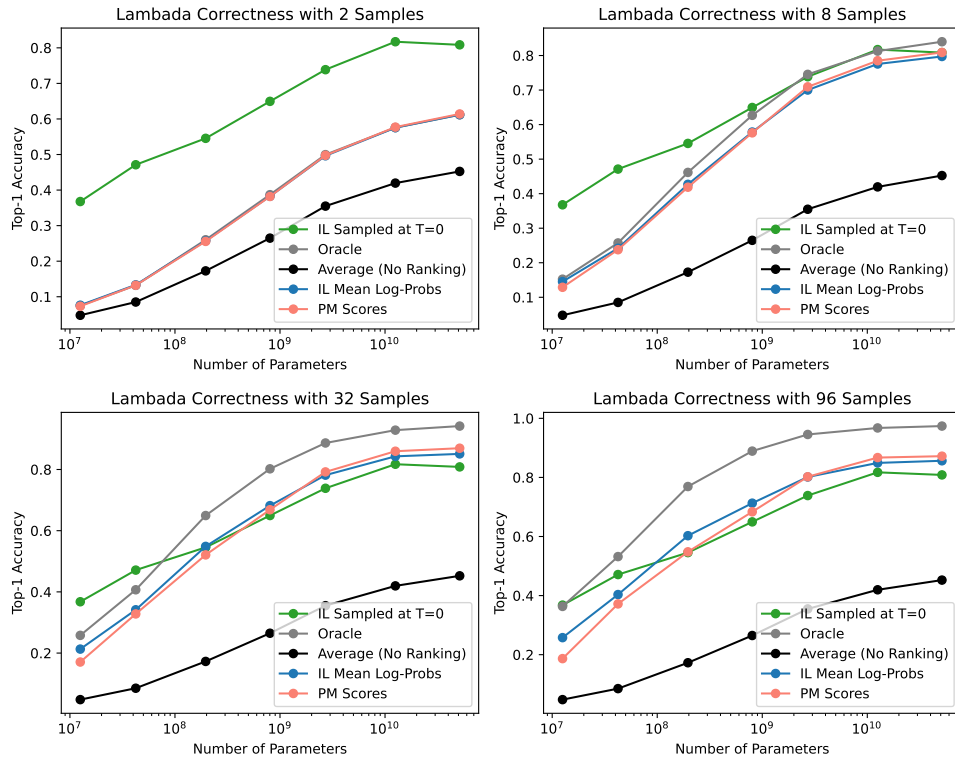 Lambada Correctness with 2 Samples
Top-1 Accuracy
0.8
0.7
0.6
0.5
0.4
0.3
0.2
0.1
IL Sampled at T=0
Oracle
Average (No Ranking)
IL Mean Log-Probs
PM Scores
10^7
10^8
10^9
10^10
Number of Parameters
Lambada Correctness with 8 Samples
Top-1 Accuracy
0.8
0.7
0.6
0.5
0.4
0.3
0.2
0.1
IL Sampled at T=0
Oracle
Average (No Ranking)
IL Mean Log-Probs
PM Scores
10^7
10^8
10^9
10^10
Number of Parameters
Lambada Correctness with 32 Samples
Top-1 Accuracy
0.8
0.6
0.4
0.2
IL Sampled at T=0
Oracle
Average (No Ranking)
IL Mean Log-Probs
PM Scores
10^7
10^8
10^9
10^10
Number of Parameters
Lambada Correctness with 96 Samples
Top-1 Accuracy
1.0
0.8
0.6
0.4
0.2
IL Sampled at T=0
Oracle
Average (No Ranking)
IL Mean Log-Probs
PM Scores
10^7
10^8
10^9
10^10
Number of Parameters